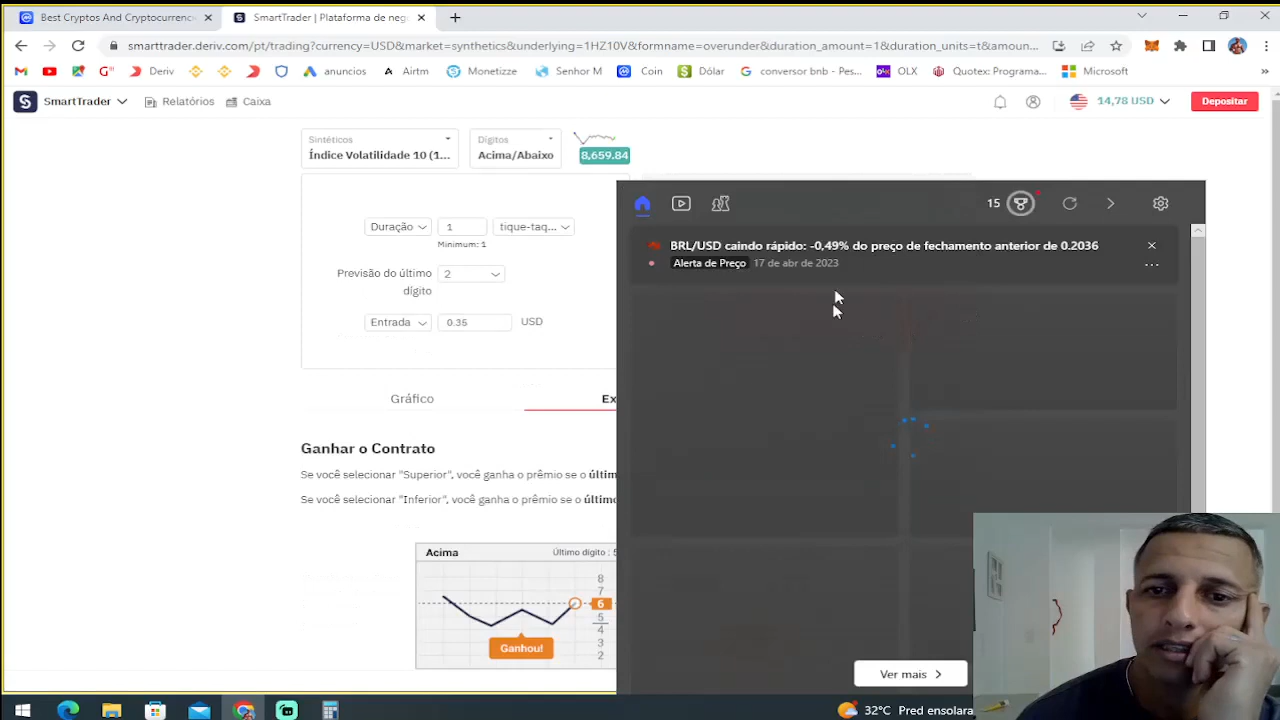 Best Cryptos And Cryptocurrenc
SmartTrader | Plataforma de neg
smarttrader.deriv.com/pt/trading?currency=USD&market=synthetics&underlying=1HZ10V&formname=overunder&duration_amount=1&duration_units=t&amoun...
Deriv
anuncios
Airtm
Monetizze
Senhor M
Coin
Dólar
conversor bnb - Pes...
OLX
Quotex: Programa...
Microsoft
SmartTrader
Relatórios
Caixa
14,78 USD
Depositar
Sintéticos
Índice Volatilidade 10 (1...
Dígitos
Acima/Abaixo
8,659.84
Duração
1
tique-taq...
Minimum: 1
Previsão do último
dígito
2
Entrada
0.35
USD
Gráfico
Ex
Ganhar o Contrato
Se você selecionar "Superior", você ganha o prêmio se o últim
Se você selecionar "Inferior", você ganha o prêmio se o último
Acima
Último dígito : 5
8
7
6
5
4
3
2
Ganhou!
15
BRL/USD caindo rápido: -0,49% do preço de fechamento anterior de 0.2036
Alerta de Preço
17 de abr de 2023
Ver mais
32°C Pred ensolara